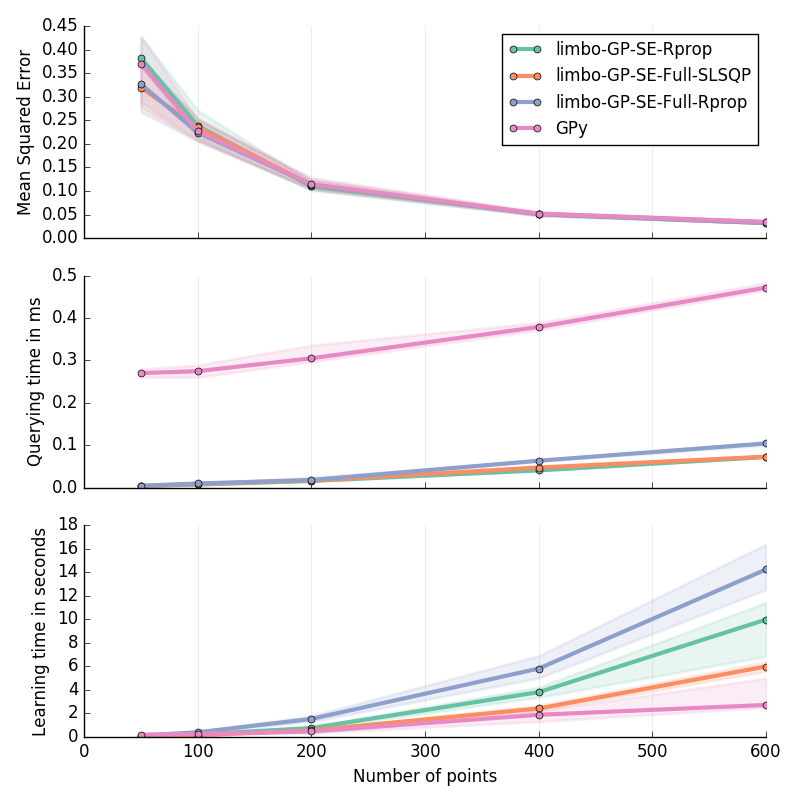 0.45
0.40
0.35
0.30
0.25
0.20
0.15
0.10
0.05
0.00
Mean Squared Error
limbo-GP-SE-Rprop
limbo-GP-SE-Full-SLSQP
limbo-GP-SE-Full-Rprop
GPy
0.5
0.4
0.3
0.2
0.1
0.0
Querying time in ms
18
16
14
12
10
8
6
4
2
0
Learning time in seconds
0 100 200 300 400 500 600
Number of points